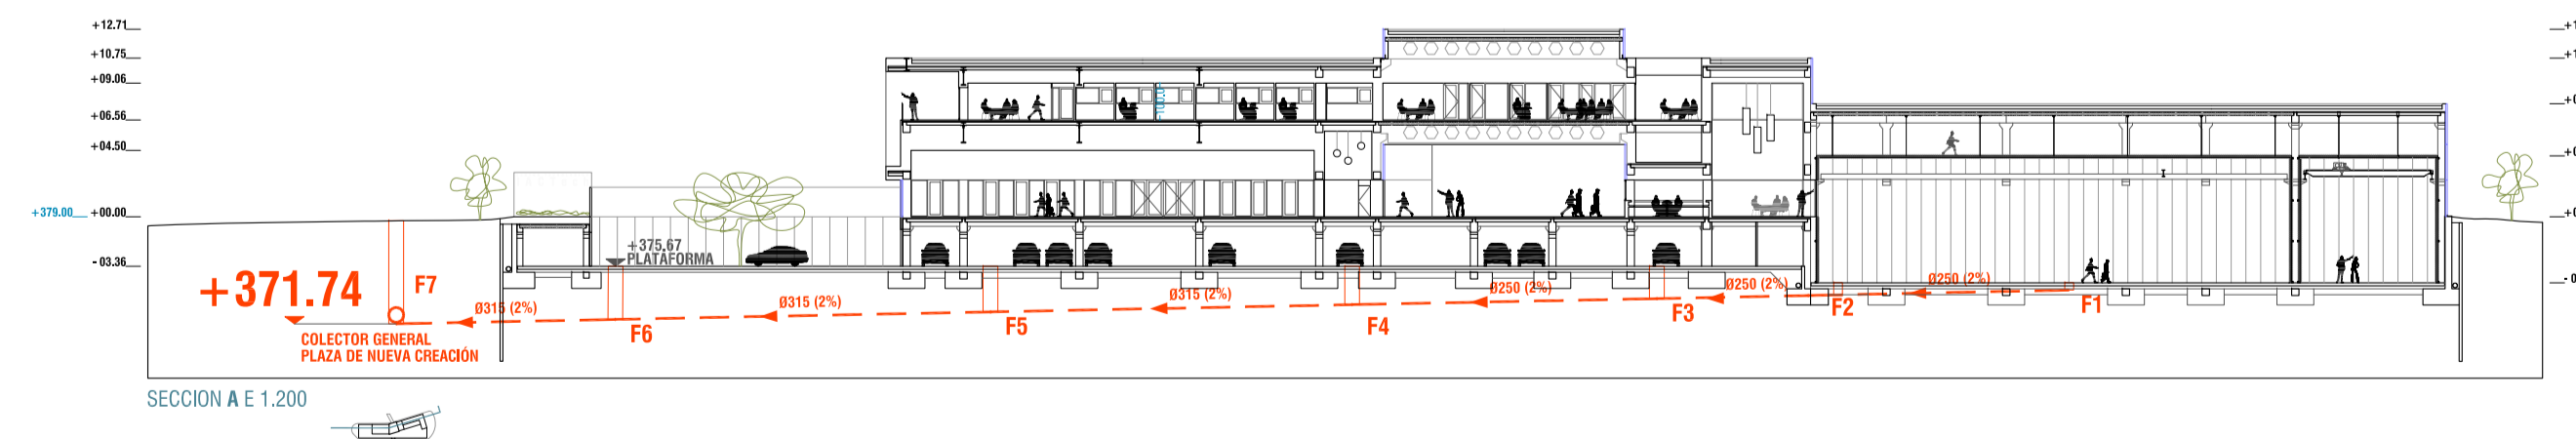 +12.71
+10.75
+09.06
+06.56
+04.50
+379.00 +00.00
-03.36
+375.67
PLATAFORMA
+371.74
F7
COLECTOR GENERAL
PLAZA DE NUEVA CREACIÓN
Ø315 (2%)
F6
Ø315 (2%)
F5
Ø315 (2%)
F4
Ø250 (2%)
F3
Ø250 (2%)
F2
Ø250 (2%)
F1
SECCION A E 1.200